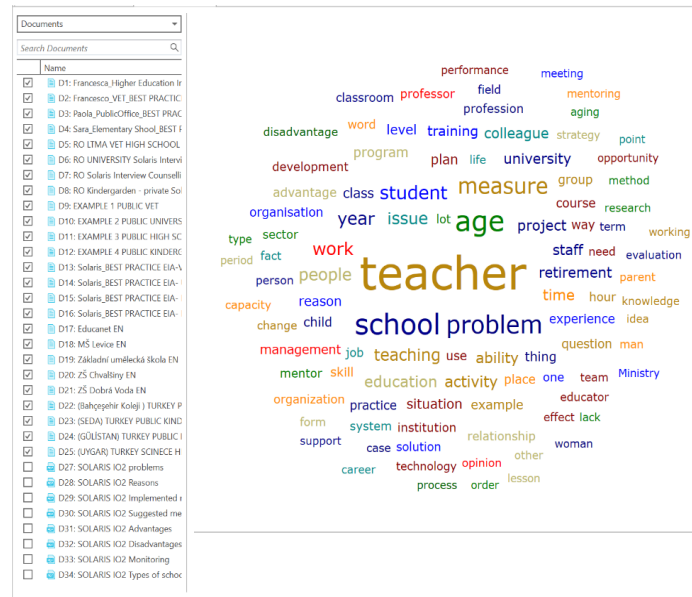 Documents
Search Documents
Name
D1: Francesca_Higher Education In
D2: Francesco_VET_BEST PRACTIC
D3: Paola_PublicOffice_BEST PRAC
D4: Sara_Elementary Shool_BEST F
D5: RO LTMA VET HIGH SCHOOL
D6: RO UNIVERSITY Solaris Intervi
D7: RO Solaris Interview Counselli
D8: RO Kindergarden - private Sol
D9: EXAMPLE 1 PUBLIC VET
D10: EXAMPLE 2 PUBLIC UNIVERS
D11: EXAMPLE 3 PUBLIC HIGH SC
D12: EXAMPLE 4 PUBLIC KINDERG
D13: Solaris_BEST PRACTICE EIA-V
D14: Solaris_BEST PRACTICE EIA-
D15: Solaris_BEST PRACTICE EIA-
D16: Solaris_BEST PRACTICE EIA-
D17: Educanet EN
D18: MŠ Levice EN
D19: Základní umělecká škola EN
D20: ZŠ Chvalšiny EN
D21: ZŠ Dobrá Voda EN
D22: (Bahçeşehir Koleji ) TURKEY P
D23: (SEDA) TURKEY PUBLIC KIND
D24: (GÜLİSTAN) TURKEY PUBLIC
D25: (UYGAR) TURKEY SCINECE H
D27: SOLARIS IO2 problems
D28: SOLARIS IO2 Reasons
D29: SOLARIS IO2 Implemented r
D30: SOLARIS IO2 Suggested me
D31: SOLARIS IO2 Advantages
D32: SOLARIS IO2 Disadvantages
D33: SOLARIS IO2 Monitoring
D34: SOLARIS IO2 Types of schoc
performance meeting
classroom professor field mentoring
profession aging
disadvantage word level training colleague strategy point
program
development plan life university opportunity
advantage class student measure group method
course research
organisation year issue lot age project way term working
type sector
period fact work staff need evaluation
person people teacher retirement parent
capacity reason time hour knowledge
change child school problem experience idea
management job teaching use ability thing question man
mentor skill education activity place one team Ministry
organization practice situation example educator
effect lack
form system institution relationship
support case solution other woman
career technology opinion lesson
process order